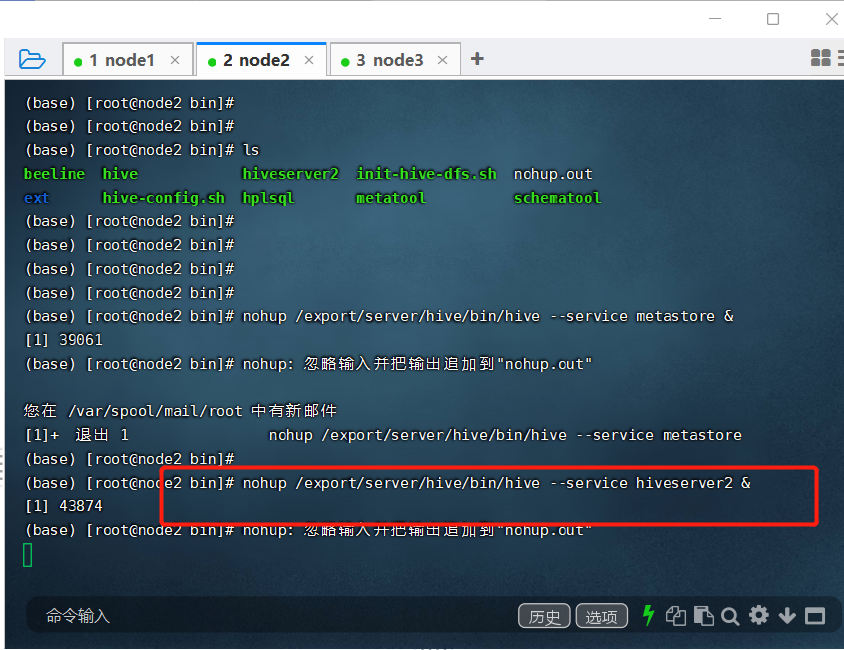 1 node1 × 2 node2 × 3 node3 × +
(base) [root@node2 bin]#
(base) [root@node2 bin]#
(base) [root@node2 bin]# ls
beeline hive hiveserver2 init-hive-dfs.sh nohup.out
ext hive-config.sh hplsql metatool schematool
(base) [root@node2 bin]#
(base) [root@node2 bin]#
(base) [root@node2 bin]#
(base) [root@node2 bin]#
(base) [root@node2 bin]# nohup /export/server/hive/bin/hive --service metastore &
[1] 39061
(base) [root@node2 bin]# nohup: 忽略输入并把输出追加到"nohup.out"
您在 /var/spool/mail/root 中有新邮件
[1]+ 退出 1 nohup /export/server/hive/bin/hive --service metastore
(base) [root@node2 bin]#
(base) [root@node2 bin]# nohup /export/server/hive/bin/hive --service hiveserver2 &
[1] 43874
(base) [root@node2 bin]# nohup: 忽略输入并把输出追加到"nohup.out"
命令输入 历史 选项